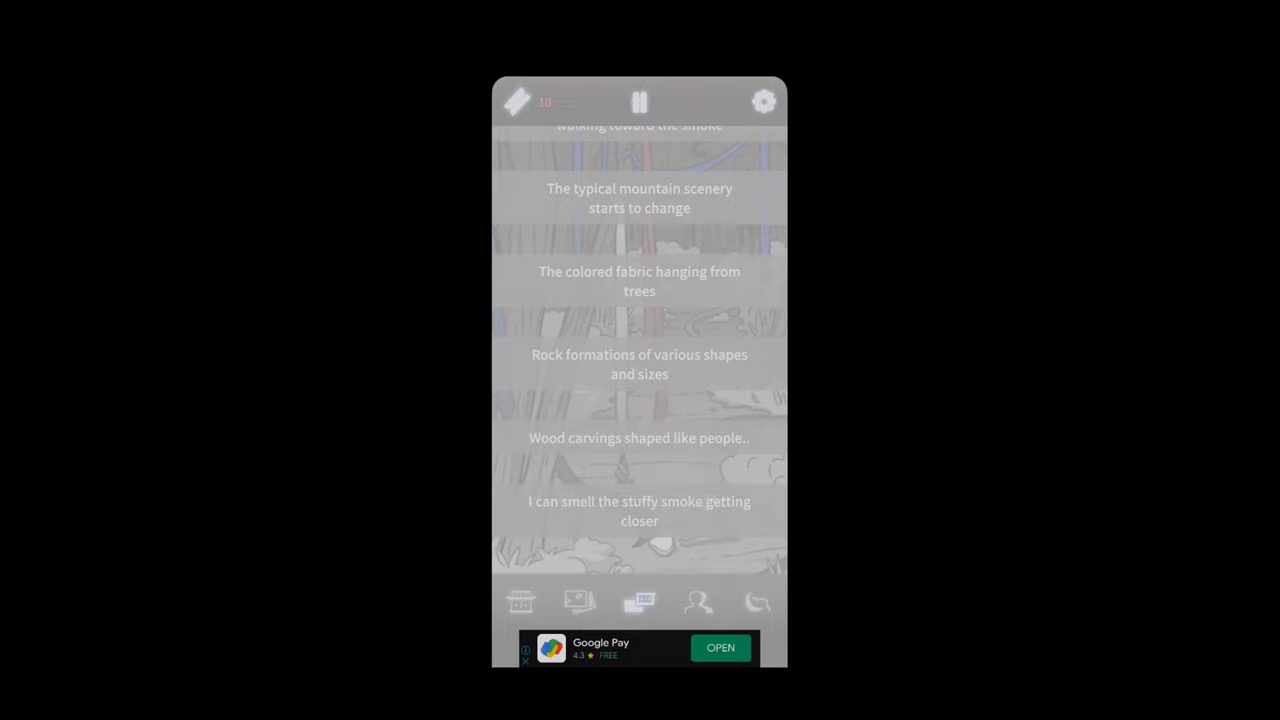 10
walking toward the smoke
The typical mountain scenery
starts to change
The colored fabric hanging from
trees
Rock formations of various shapes
and sizes
Wood carvings shaped like people..
I can smell the stuffy smoke getting
closer
Google Pay
4.3 ★ FREE
OPEN